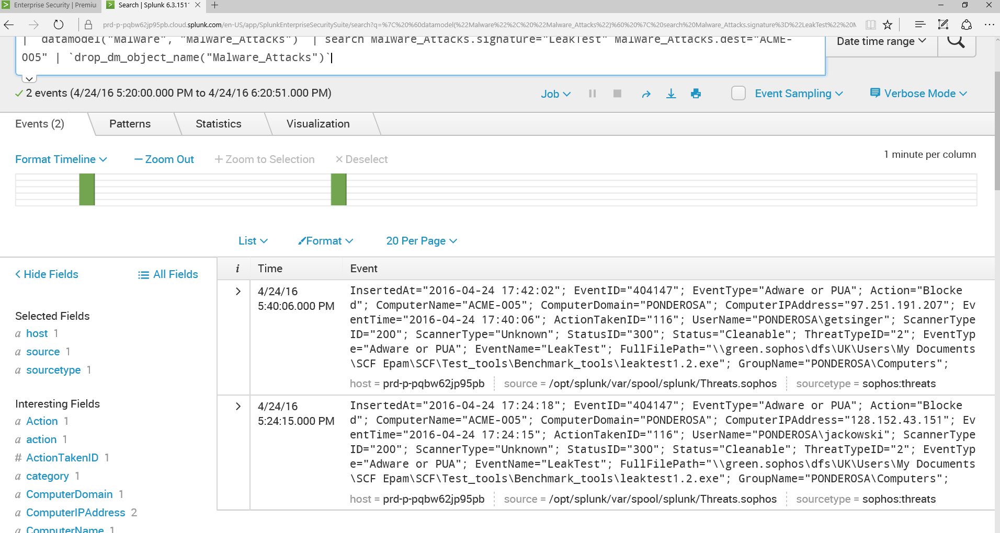 Enterprise Security | Premiu
Search | Splunk 6.3.151
prd-p-pqbw62jp95pb.cloud.splunk.com/en-US/app/SplunkEnterpriseSecuritySuite/search?q=%7C%20%60datamodel(%22Malware%22%2C%20%22Malware_Attacks%22)%60%20%7C%20search%20Malware_Attacks.signature%3D%22LeakTest%22%20M
| `datamodel("Malware", "Malware_Attacks")` | search Malware_Attacks.signature="LeakTest" Malware_Attacks.dest="ACME-
005" | `drop_dm_object_name("Malware_Attacks")`
Date time range
2 events (4/24/16 5:20:00.000 PM to 4/24/16 6:20:51.000 PM)
Job
Event Sampling
Verbose Mode
Events (2)
Patterns
Statistics
Visualization
Format Timeline
— Zoom Out
+ Zoom to Selection
× Deselect
1 minute per column
List
Format
20 Per Page
Hide Fields
All Fields
i
Time
Event
Selected Fields
a host 1
a source 1
a sourcetype 1
Interesting Fields
a Action 1
a action 1
# ActionTakenID 1
a category 1
a ComputerDomain 1
a ComputerIPAddress 2
a ComputerName 1
4/24/16
5:40:06.000 PM
InsertedAt="2016-04-24 17:42:02"; EventID="404147"; EventType="Adware or PUA"; Action="Blocke
d"; ComputerName="ACME-005"; ComputerDomain="PONDEROSA"; ComputerIPAddress="97.251.191.207"; Ev
entTime="2016-04-24 17:40:06"; ActionTakenID="116"; UserName="PONDEROSA\getsinger"; ScannerType
ID="200"; ScannerType="Unknown"; StatusID="300"; Status="Cleanable"; ThreatTypeID="2"; EventTyp
e="Adware or PUA"; EventName="LeakTest"; FullFilePath="\\green.sophos\dfs\UK\Users\My Documents
\SCF Epam\SCF\Test_tools\Benchmark_tools\leaktest1.2.exe"; GroupName="PONDEROSA\Computers";
host = prd-p-pqbw62jp95pb
source = /opt/splunk/var/spool/splunk/Threats.sophos
sourcetype = sophos:threats
4/24/16
5:24:15.000 PM
InsertedAt="2016-04-24 17:24:18"; EventID="404147"; EventType="Adware or PUA"; Action="Blocke
d"; ComputerName="ACME-005"; ComputerDomain="PONDEROSA"; ComputerIPAddress="128.152.43.151"; Ev
entTime="2016-04-24 17:24:15"; ActionTakenID="116"; UserName="PONDEROSA\jackowski"; ScannerType
ID="200"; ScannerType="Unknown"; StatusID="300"; Status="Cleanable"; ThreatTypeID="2"; EventTyp
e="Adware or PUA"; EventName="LeakTest"; FullFilePath="\\green.sophos\dfs\UK\Users\My Documents
\SCF Epam\SCF\Test_tools\Benchmark_tools\leaktest1.2.exe"; GroupName="PONDEROSA\Computers";
host = prd-p-pqbw62jp95pb
source = /opt/splunk/var/spool/splunk/Threats.sophos
sourcetype = sophos:threats